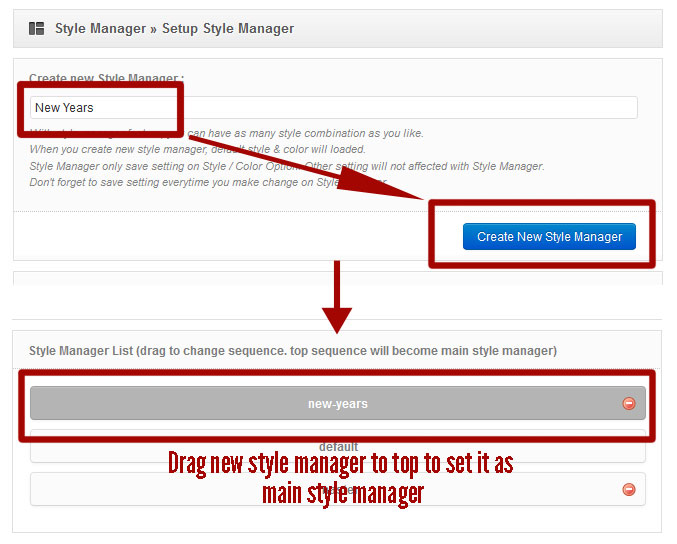 Style Manager » Setup Style Manager
Create new Style Manager :
New Years
can have as many style combination as you like.
When you create new style manager, default style & color will loaded.
Style Manager only save setting on Style / Color Option. Other setting will not affected with Style Manager.
Don't forget to save setting everytime you make change on Style
Create New Style Manager
Style Manager List (drag to change sequence. top sequence will become main style manager)
new-years
default
Drag new style manager to top to set it as
main style manager